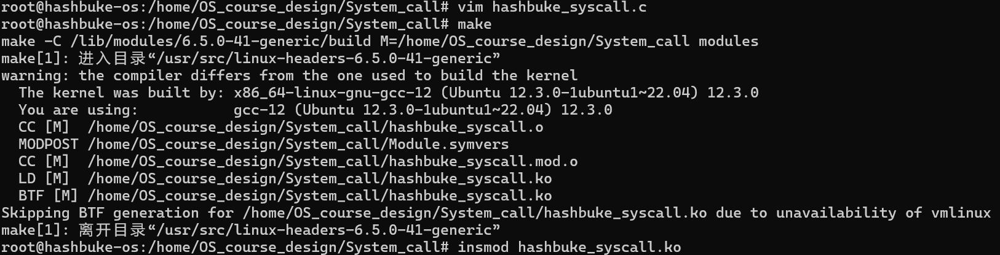 root@hashbuke-os:/home/OS_course_design/System_call# vim hashbuke_syscall.c
root@hashbuke-os:/home/OS_course_design/System_call# make
make -C /lib/modules/6.5.0-41-generic/build M=/home/OS_course_design/System_call modules
make[1]: 进入目录“/usr/src/linux-headers-6.5.0-41-generic”
warning: the compiler differs from the one used to build the kernel
  The kernel was built by: x86_64-linux-gnu-gcc-12 (Ubuntu 12.3.0-1ubuntu1~22.04) 12.3.0
  You are using:           gcc-12 (Ubuntu 12.3.0-1ubuntu1~22.04) 12.3.0
  CC [M]  /home/OS_course_design/System_call/hashbuke_syscall.o
  MODPOST /home/OS_course_design/System_call/Module.symvers
  CC [M]  /home/OS_course_design/System_call/hashbuke_syscall.mod.o
  LD [M]  /home/OS_course_design/System_call/hashbuke_syscall.ko
  BTF [M] /home/OS_course_design/System_call/hashbuke_syscall.ko
Skipping BTF generation for /home/OS_course_design/System_call/hashbuke_syscall.ko due to unavailability of vmlinux
make[1]: 离开目录“/usr/src/linux-headers-6.5.0-41-generic”
root@hashbuke-os:/home/OS_course_design/System_call# insmod hashbuke_syscall.ko